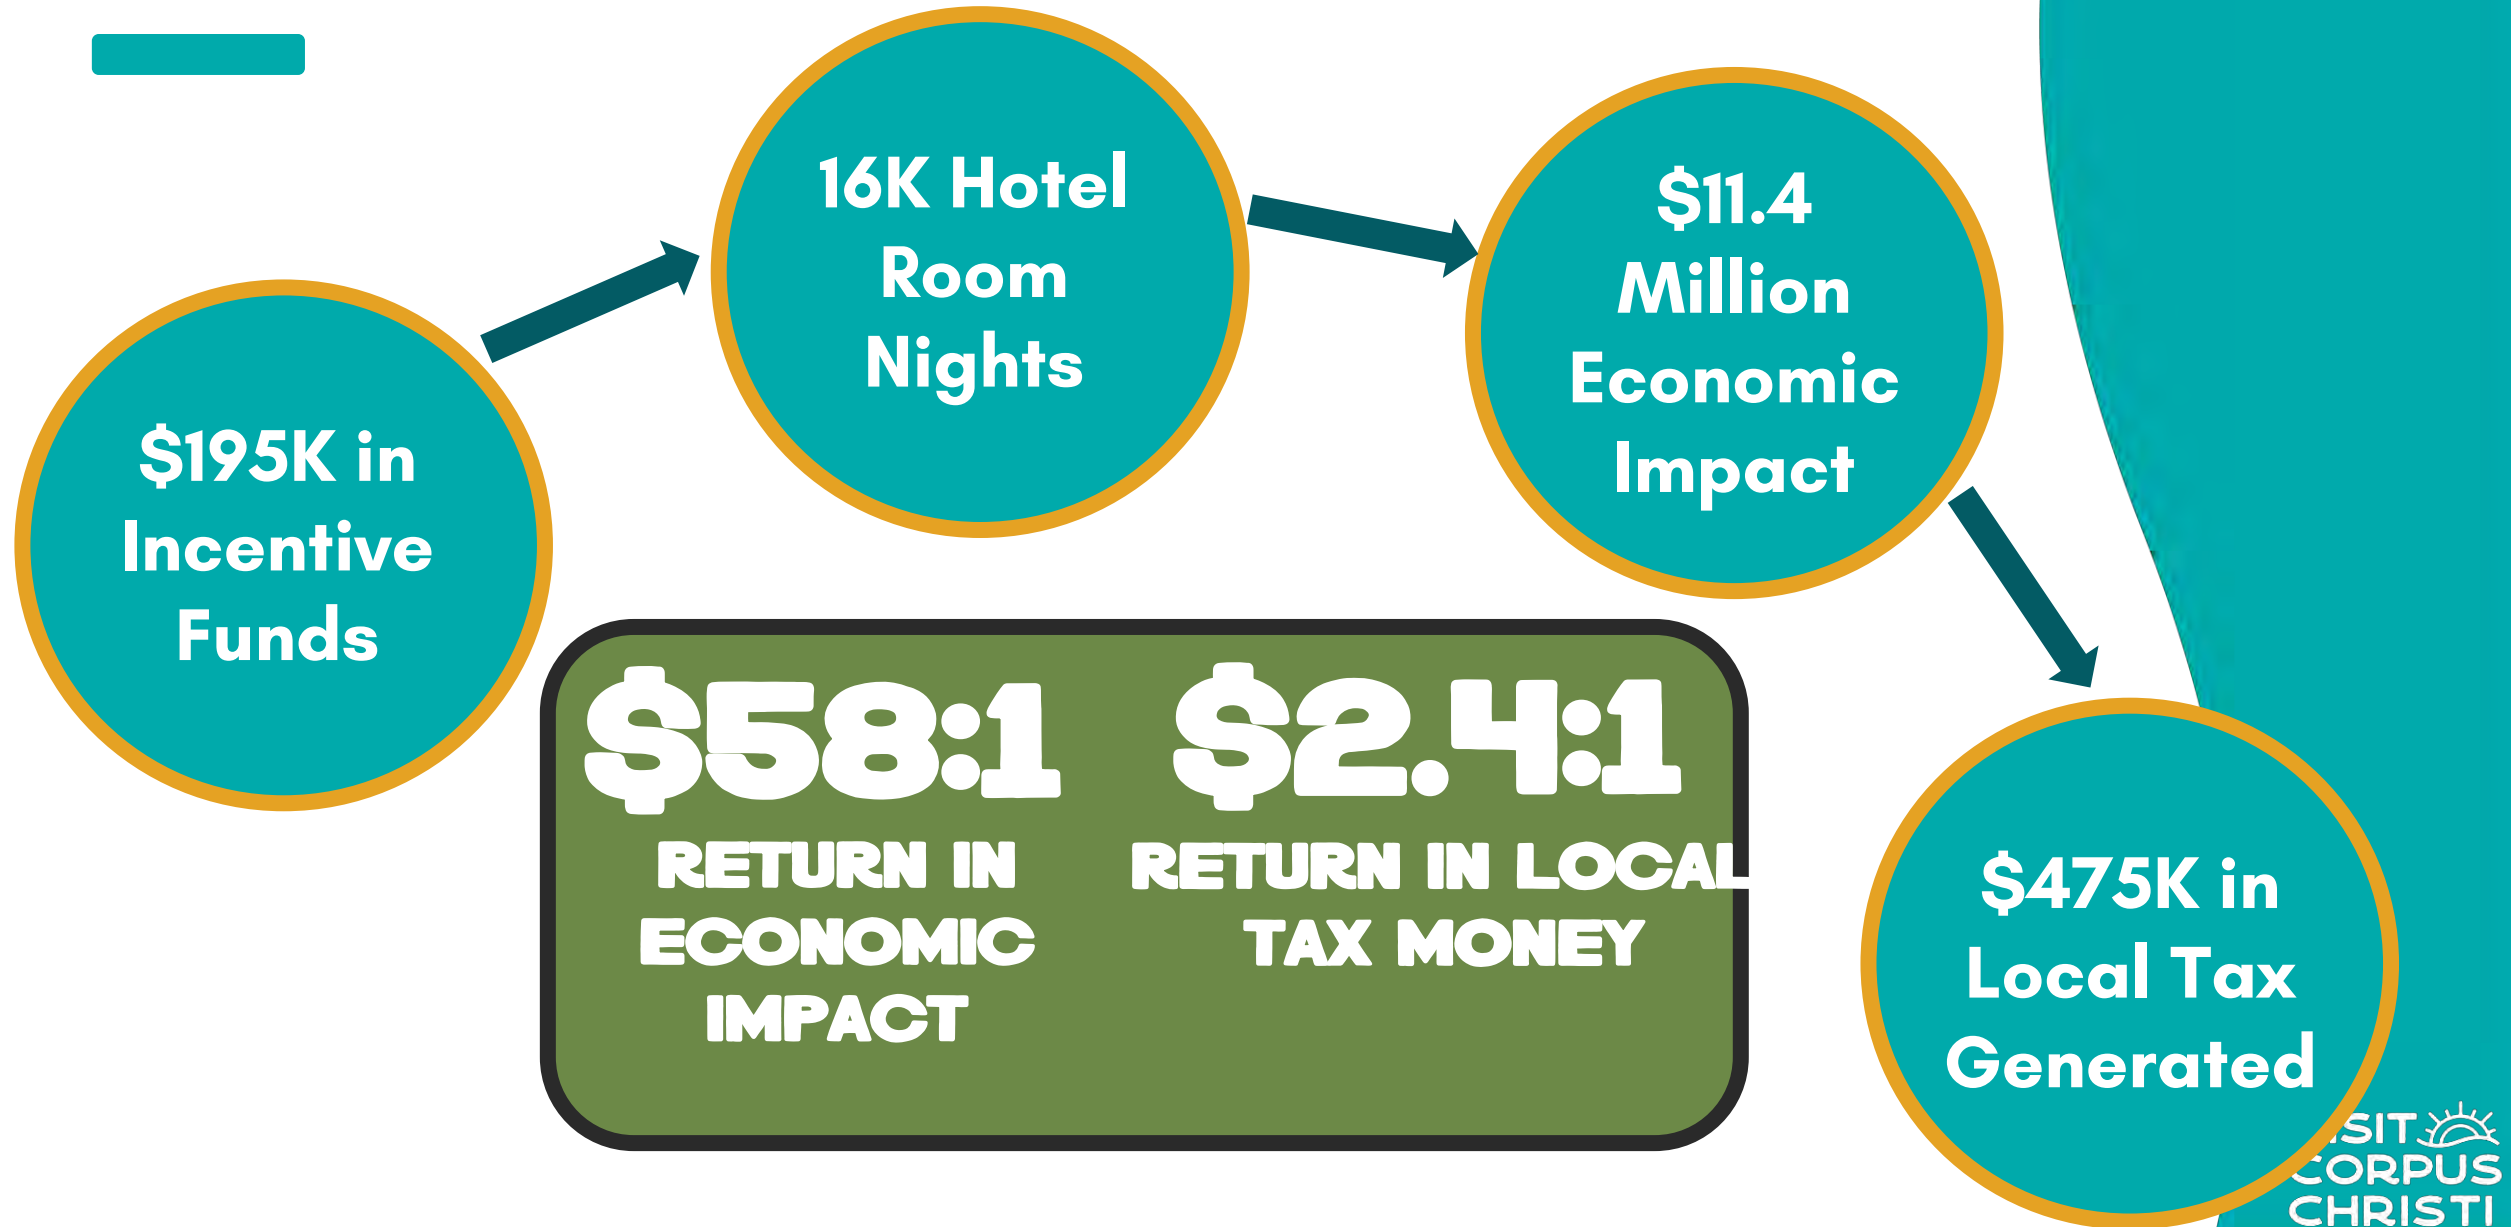 $195K in
Incentive
Funds
16K Hotel
Room
Nights
$11.4
Million
Economic
Impact
$475K in
Local Tax
Generated
$58:1
RETURN IN
ECONOMIC
IMPACT
$2.4:1
RETURN IN LOCAL
TAX MONEY
CORPUS
CHRISTI